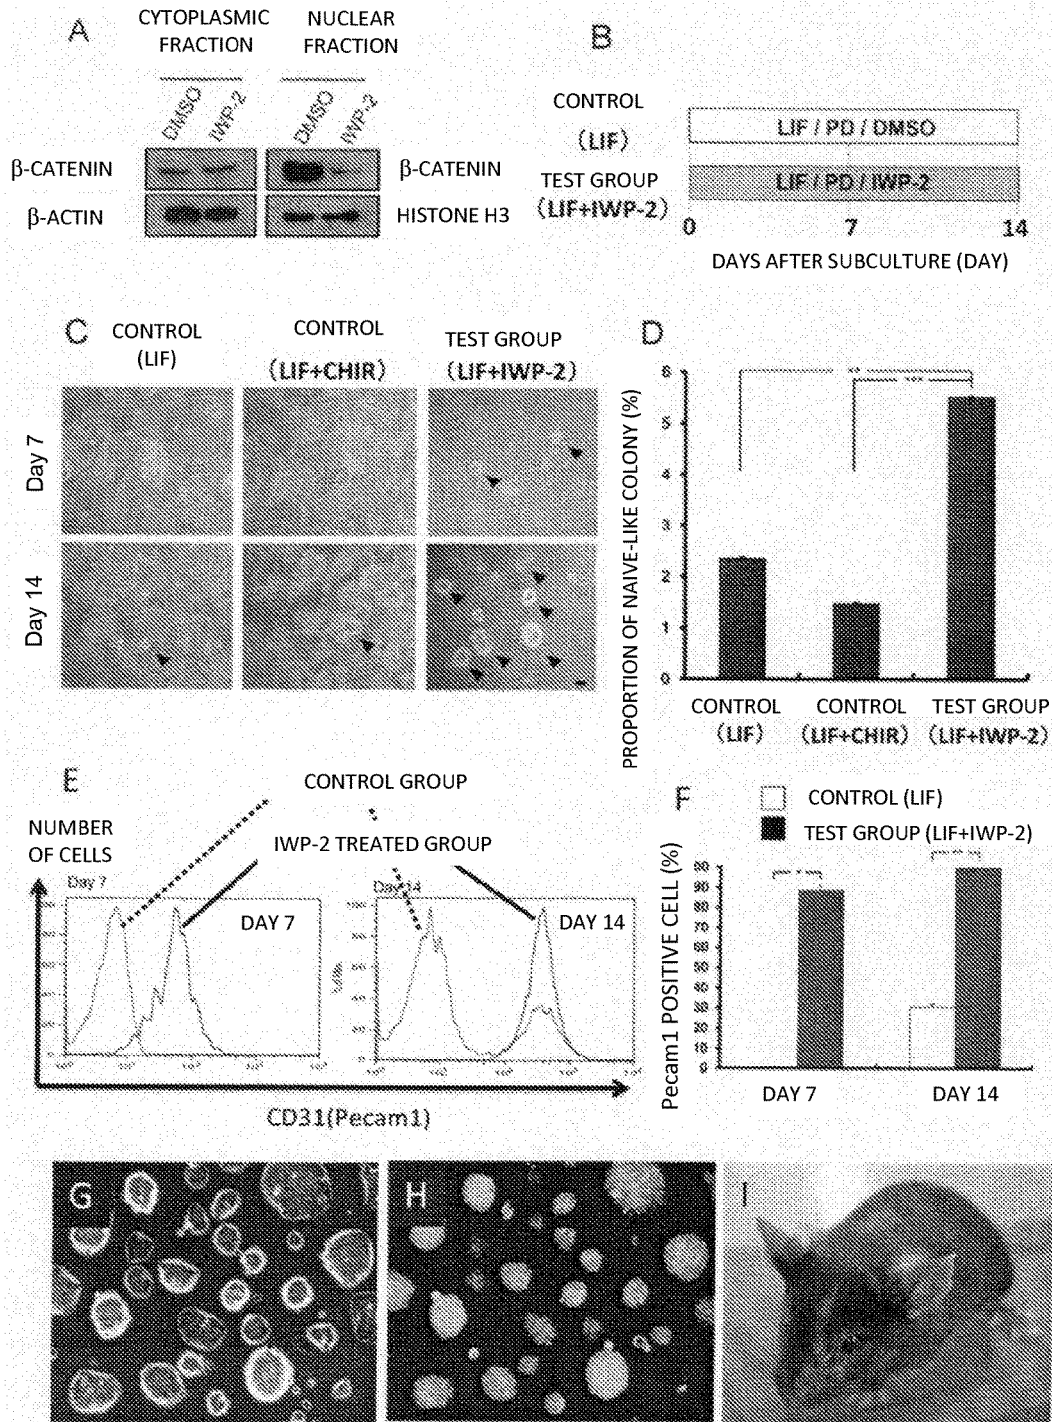 A
CYTOPLASMIC FRACTION
NUCLEAR FRACTION
DMSO
IWP-2
DMSO
IWP-2
β-CATENIN
β-CATENIN
β-ACTIN
HISTONE H3
B
CONTROL
(LIF)
LIF / PD / DMSO
TEST GROUP
(LIF+IWP-2)
LIF / PD / IWP-2
0 7 14
DAYS AFTER SUBCULTURE (DAY)
C
CONTROL
(LIF)
CONTROL
(LIF+CHIR)
TEST GROUP
(LIF+IWP-2)
Day 7
Day 14
D
PROPORTION OF NAIVE-LIKE COLONY (%)
6
5
4
3
2
1
0
CONTROL
(LIF)
CONTROL
(LIF+CHIR)
TEST GROUP
(LIF+IWP-2)
E
CONTROL GROUP
IWP-2 TREATED GROUP
NUMBER OF CELLS
Day 7
DAY 7
Day 14
DAY 14
CD31(Pecam1)
F
CONTROL (LIF)
TEST GROUP (LIF+IWP-2)
Pecam1 POSITIVE CELL (%)
DAY 7
DAY 14
G
H
I